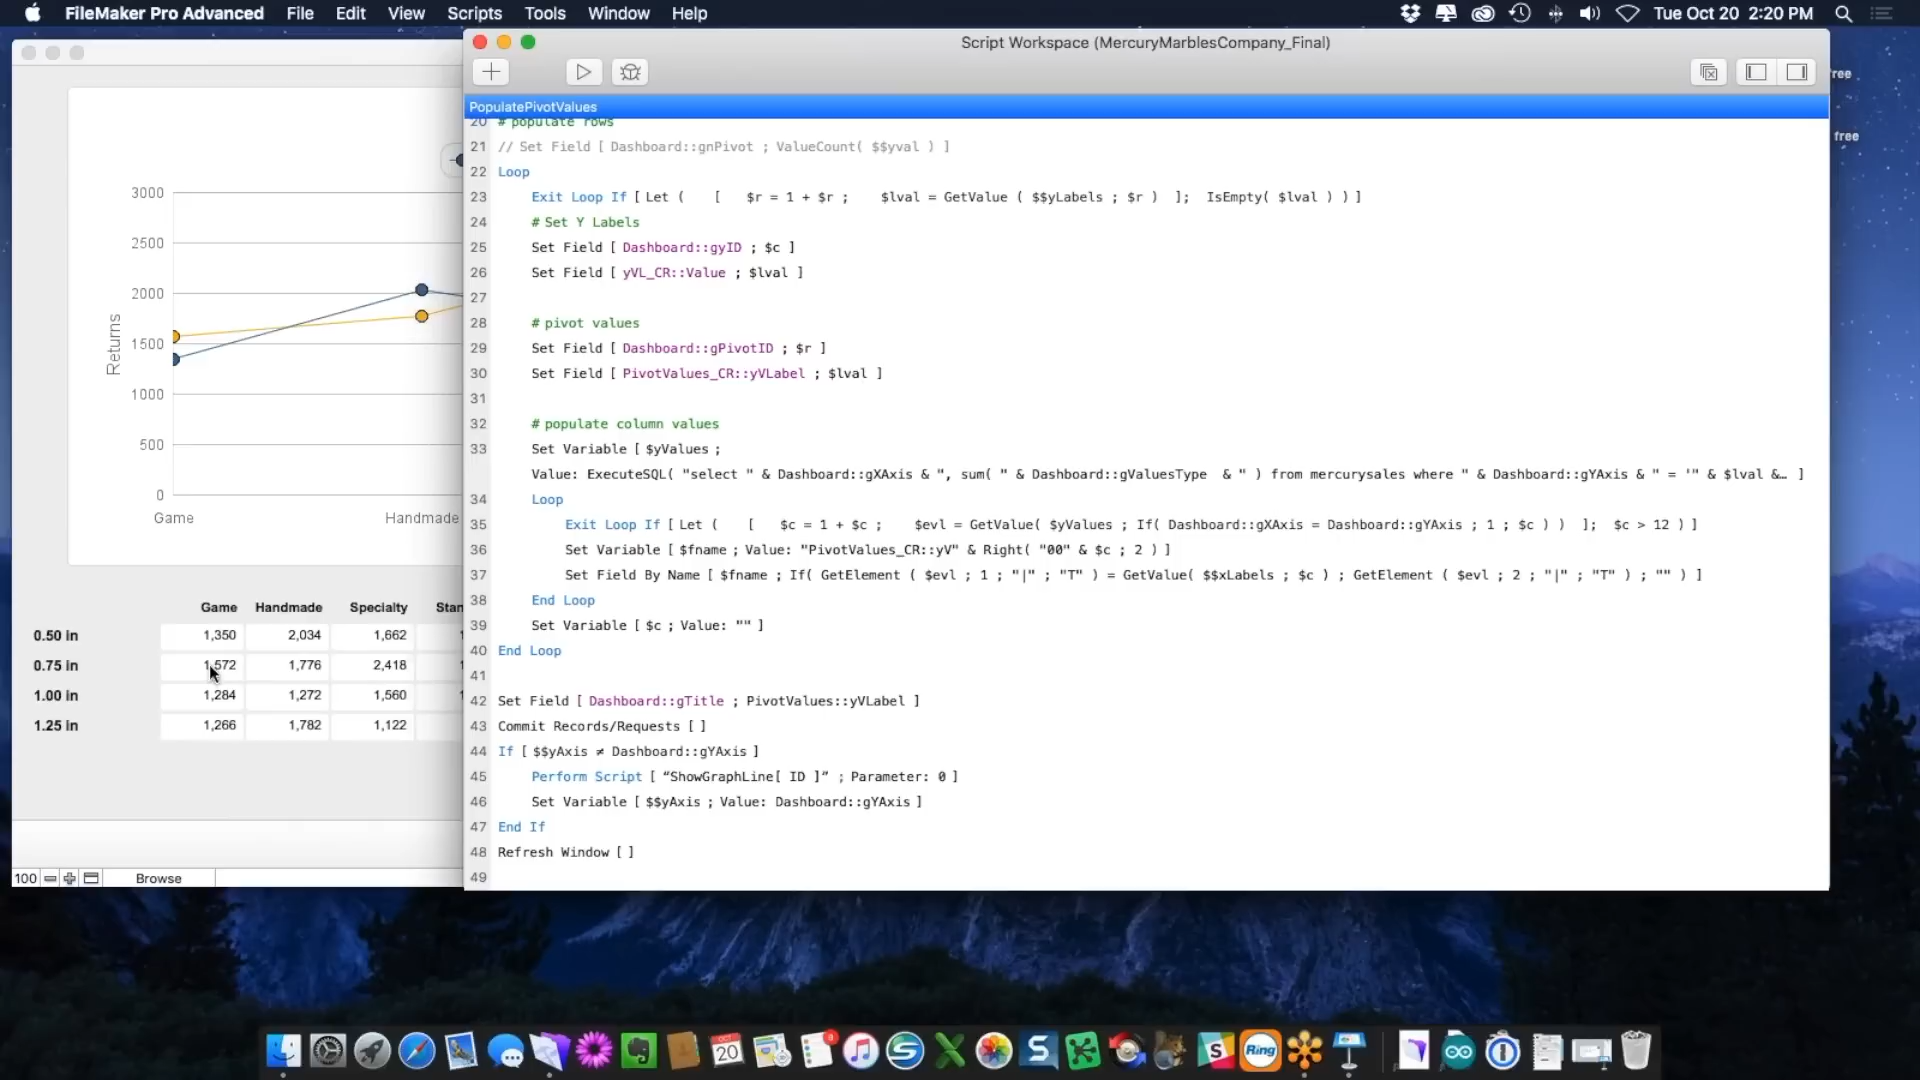 FileMaker Pro Advanced File Edit View Scripts Tools Window Help Tue Oct 20 2:20 PM
Script Workspace (MercuryMarblesCompany_Final)
free
PopulatePivotValues
20 # populate rows
21 // Set Field [ Dashboard::gnPivot ; ValueCount( $$yval ) ]
22 Loop
23 Exit Loop If [ Let ( [ $r = 1 + $r ; $lval = GetValue ( $$yLabels ; $r ) ]; IsEmpty( $lval ) ) ]
24 # Set Y Labels
25 Set Field [ Dashboard::gyID ; $c ]
26 Set Field [ yVL_CR::Value ; $lval ]
27
28 # pivot values
29 Set Field [ Dashboard::gPivotID ; $r ]
30 Set Field [ PivotValues_CR::yVLabel ; $lval ]
31
32 # populate column values
33 Set Variable [ $yValues ;
Value: ExecuteSQL( "select " & Dashboard::gXAxis & ", sum( " & Dashboard::gValuesType & " ) from mercurysales where " & Dashboard::gYAxis & " = '" & $lval &… ]
34 Loop
35 Exit Loop If [ Let ( [ $c = 1 + $c ; $evl = GetValue( $yValues ; If( Dashboard::gXAxis = Dashboard::gYAxis ; 1 ; $c ) ) ]; $c > 12 ) ]
36 Set Variable [ $fname ; Value: "PivotValues_CR::yV" & Right( "00" & $c ; 2 ) ]
37 Set Field By Name [ $fname ; If( GetElement ( $evl ; 1 ; "|" ; "T" ) = GetValue( $$xLabels ; $c ) ; GetElement ( $evl ; 2 ; "|" ; "T" ) ; "" ) ]
38 End Loop
39 Set Variable [ $c ; Value: "" ]
40 End Loop
41
42 Set Field [ Dashboard::gTitle ; PivotValues::yVLabel ]
43 Commit Records/Requests [ ]
44 If [ $$yAxis ≠ Dashboard::gYAxis ]
45 Perform Script [ “ShowGraphLine[ ID ]” ; Parameter: 0 ]
46 Set Variable [ $$yAxis ; Value: Dashboard::gYAxis ]
47 End If
48 Refresh Window [ ]
49
3000
2500
2000
1500
1000
500
0
Returns
Game Handmade
Game Handmade Specialty Stan
0.50 in 1,350 2,034 1,662
0.75 in 1,572 1,776 2,418
1.00 in 1,284 1,272 1,560
1.25 in 1,266 1,782 1,122
100 Browse
OCT
20
8
Ring